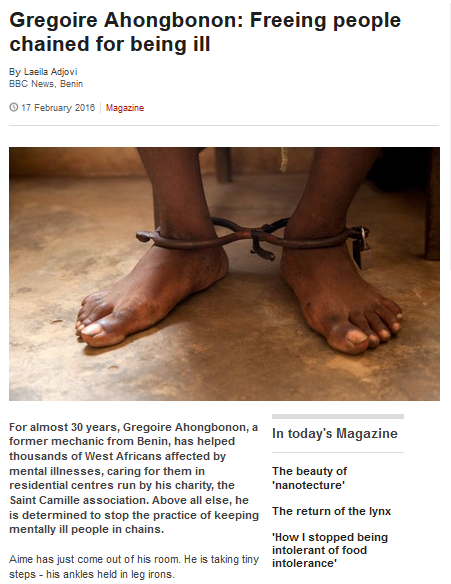 Gregoire Ahongbonon: Freeing people
chained for being ill
By Laeila Adjovi
BBC News, Benin
17 February 2016 Magazine
For almost 30 years, Gregoire Ahongbonon, a
former mechanic from Benin, has helped
thousands of West Africans affected by
mental illnesses, caring for them in
residential centres run by his charity, the
Saint Camille association. Above all else, he
is determined to stop the practice of keeping
mentally ill people in chains.
Aime has just come out of his room. He is taking tiny
steps - his ankles held in leg irons.
In today's Magazine
The beauty of
'nanotecture'
The return of the lynx
'How I stopped being
intolerant of food
intolerance'